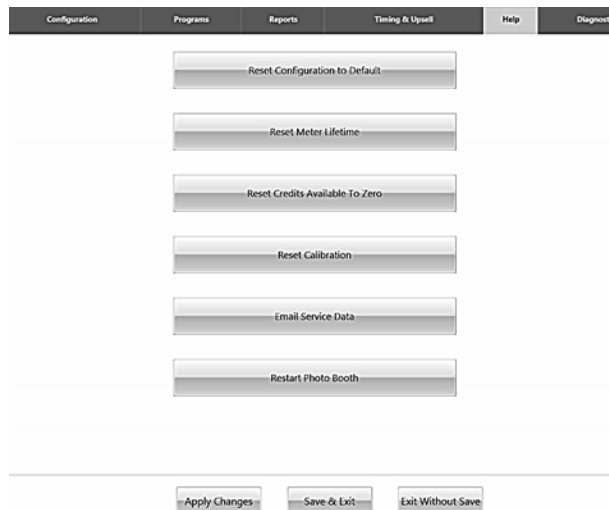 Configuration Programs Reports Timing & Upsell Help Diagnost
Reset Configuration to Default
Reset Meter Lifetime
Reset Credits Available To Zero
Reset Calibration
Email Service Data
Restart Photo Booth
Apply Changes Save & Exit Exit Without Save